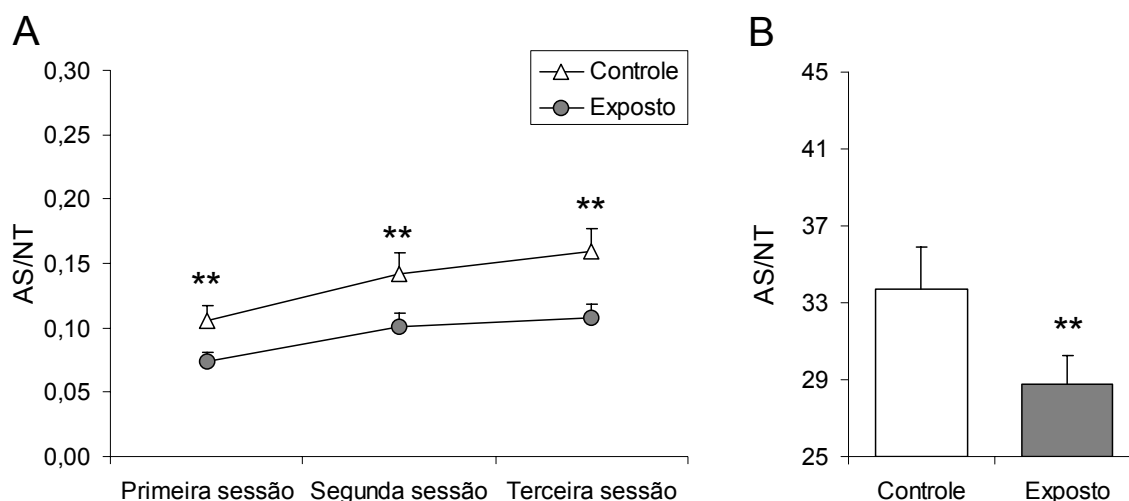 A
0,30
0,25
0,20
0,15
0,10
0,05
0,00
AS/NT
Controle
Exposto
**
**
**
Primeira sessão
Segunda sessão
Terceira sessão
B
45
41
37
33
29
25
AS/NT
**
Controle
Exposto